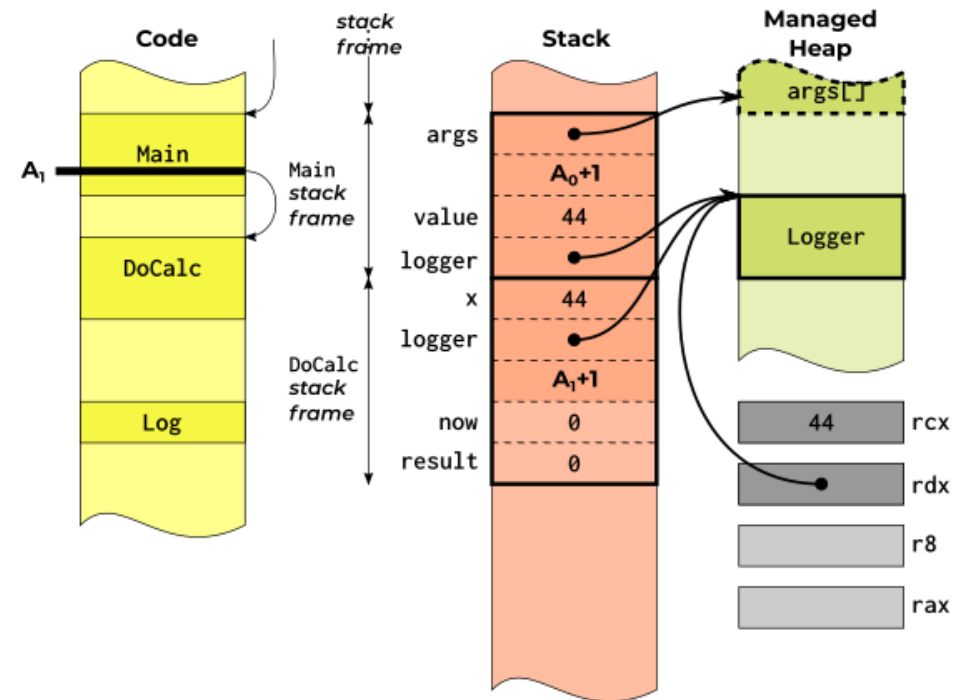 Code
stack
frame
Stack
Managed
Heap
args[]
args
Main
A₁
Main
stack
frame
A₀+1
value
44
logger
Logger
DoCalc
x
44
logger
DoCalc
stack
frame
A₁+1
Log
now
0
44
rcx
result
0
rdx
r8
rax